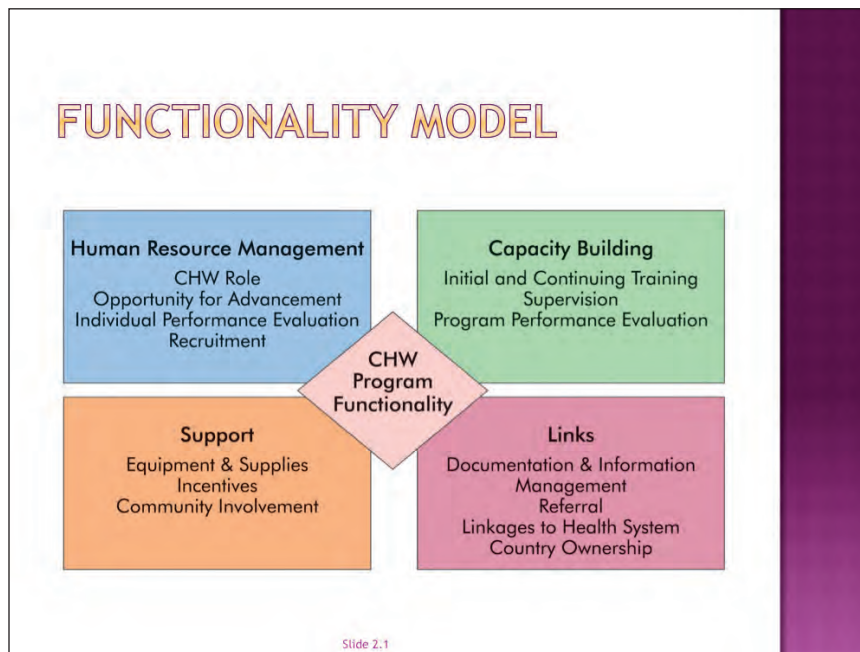 FUNCTIONALITY MODEL
Human Resource Management
CHW Role
Opportunity for Advancement
Individual Performance Evaluation
Recruitment
Capacity Building
Initial and Continuing Training
Supervision
Program Performance Evaluation
CHW
Program
Functionality
Support
Equipment & Supplies
Incentives
Community Involvement
Links
Documentation & Information
Management
Referral
Linkages to Health System
Country Ownership
Slide 2.1